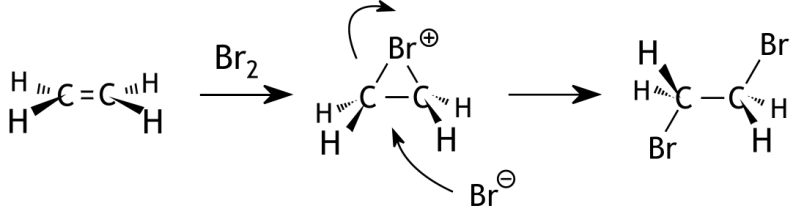 H H
C = C
H H
Br₂
Br⊕
H C – C H
H H
Br⊖
H Br
H C – C H
Br H